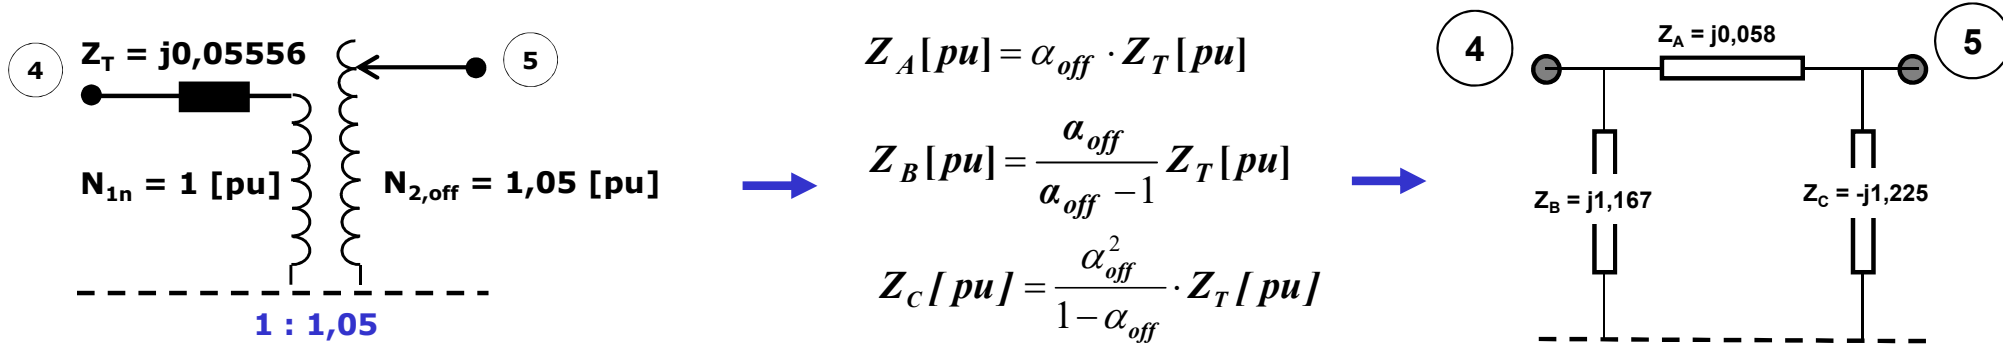 4
Z_T = j0,05556
5
N_1n = 1 [pu]
N_2,off = 1,05 [pu]
1 : 1,05
Z_A[pu] = α_off · Z_T[pu]
Z_B[pu] = α_off / (α_off − 1) Z_T[pu]
Z_C[pu] = α²_off / (1 − α_off) · Z_T[pu]
4
Z_A = j0,058
5
Z_B = j1,167
Z_C = -j1,225